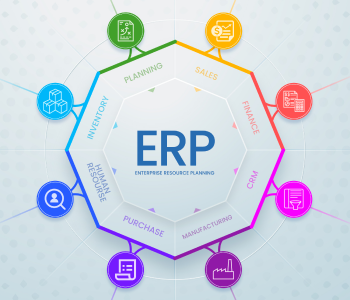 PLANNING
SALES
FINANCE
CRM
MANUFACTURING
PURCHASE
HUMAN
RESOURSE
INVENTORY
ERP
ENTERPRISE RESOURCE PLANNING